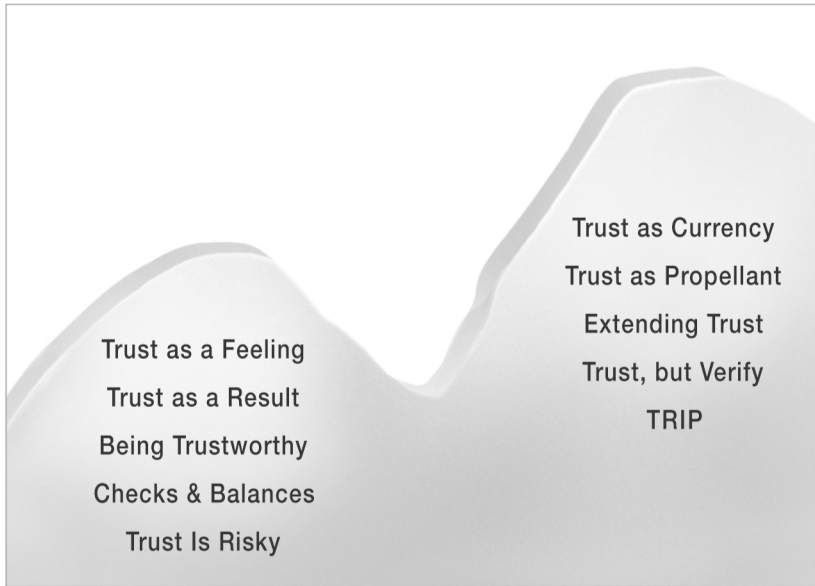 Trust as a Feeling
Trust as a Result
Being Trustworthy
Checks & Balances
Trust Is Risky
Trust as Currency
Trust as Propellant
Extending Trust
Trust, but Verify
TRIP